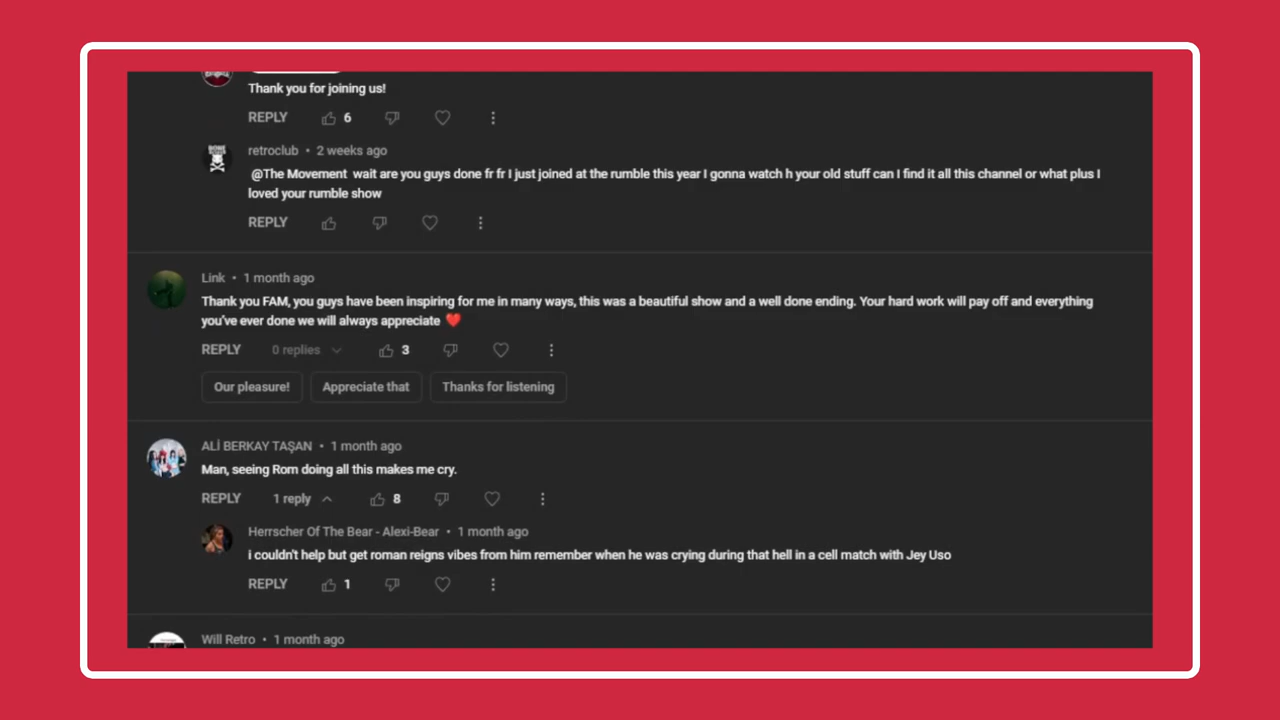 Thank you for joining us!
REPLY 6
retroclub • 2 weeks ago
@The Movement wait are you guys done fr fr I just joined at the rumble this year I gonna watch h your old stuff can I find it all this channel or what plus I
loved your rumble show
REPLY
Link • 1 month ago
Thank you FAM, you guys have been inspiring for me in many ways, this was a beautiful show and a well done ending. Your hard work will pay off and everything
you've ever done we will always appreciate ❤️
REPLY 0 replies 3
Our pleasure! Appreciate that Thanks for listening
ALİ BERKAY TAŞAN • 1 month ago
Man, seeing Rom doing all this makes me cry.
REPLY 1 reply 8
Herrscher Of The Bear - Alexi-Bear • 1 month ago
i couldn't help but get roman reigns vibes from him remember when he was crying during that hell in a cell match with Jey Uso
REPLY 1
Will Retro • 1 month ago